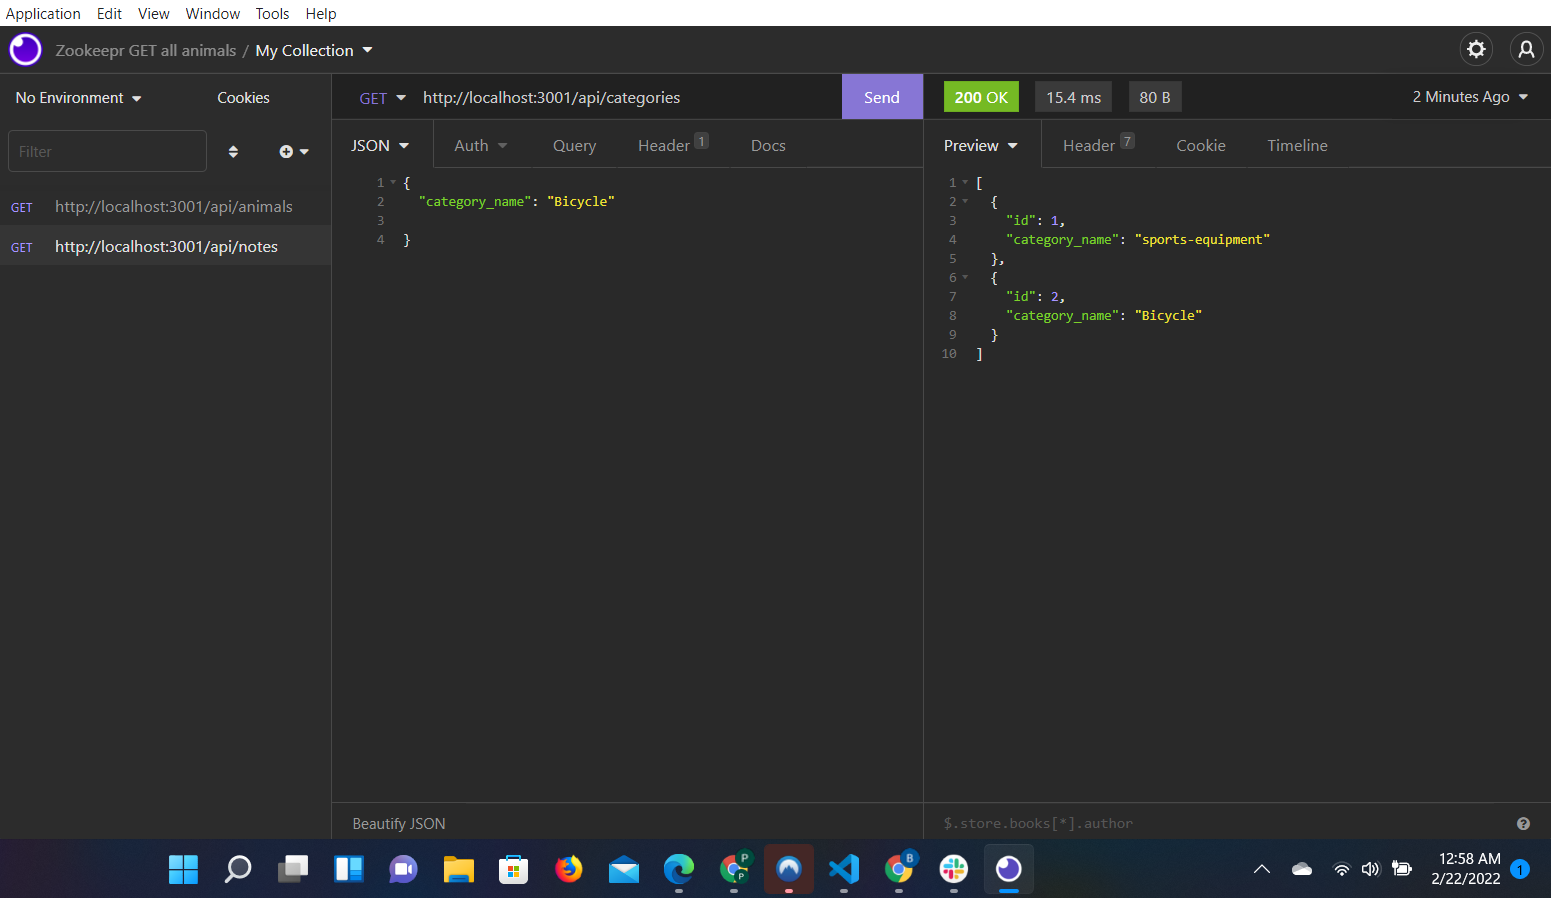 Application Edit View Window Tools Help
Zookeepr GET all animals / My Collection
No Environment Cookies
Filter
GET http://localhost:3001/api/animals
GET http://localhost:3001/api/notes
GET http://localhost:3001/api/categories Send
JSON Auth Query Header 1 Docs
1 {
2 "category_name": "Bicycle"
3
4 }
Beautify JSON
200 OK 15.4 ms 80 B 2 Minutes Ago
Preview Header 7 Cookie Timeline
1 [
2 {
3 "id": 1,
4 "category_name": "sports-equipment"
5 },
6 {
7 "id": 2,
8 "category_name": "Bicycle"
9 }
10 ]
$.store.books[*].author
P
P
B
12:58 AM
2/22/2022
1